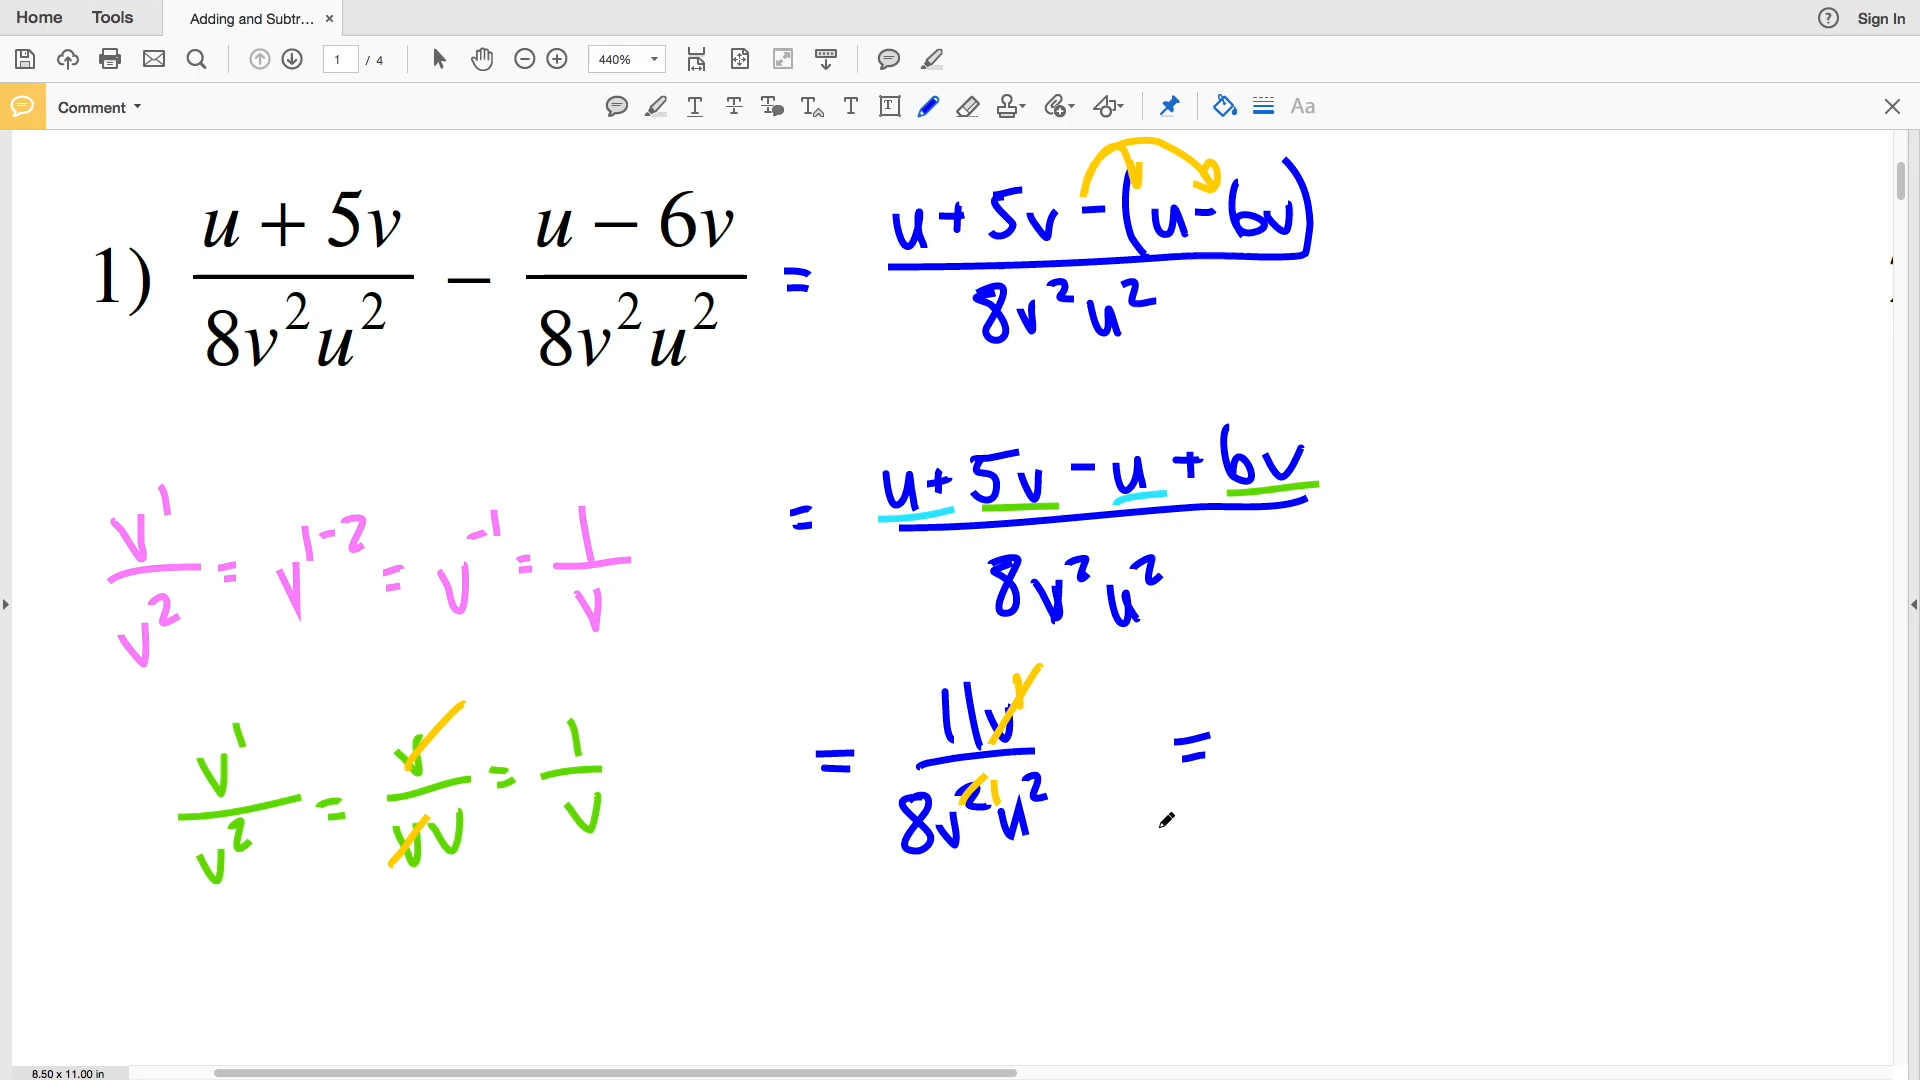 Home Tools Adding and Subtr... × ? Sign In
1 / 4 440%
Comment Aa
1) u + 5v / 8v²u² − u − 6v / 8v²u² = u + 5v - (u - 6v) / 8v²u²
= u + 5v - u + 6v / 8v²u²
v¹ / v² = v¹⁻² = v⁻¹ = 1 / v
= 11v / 8v²u² =
v¹ / v² = v / vv = 1 / v
8.50 x 11.00 in